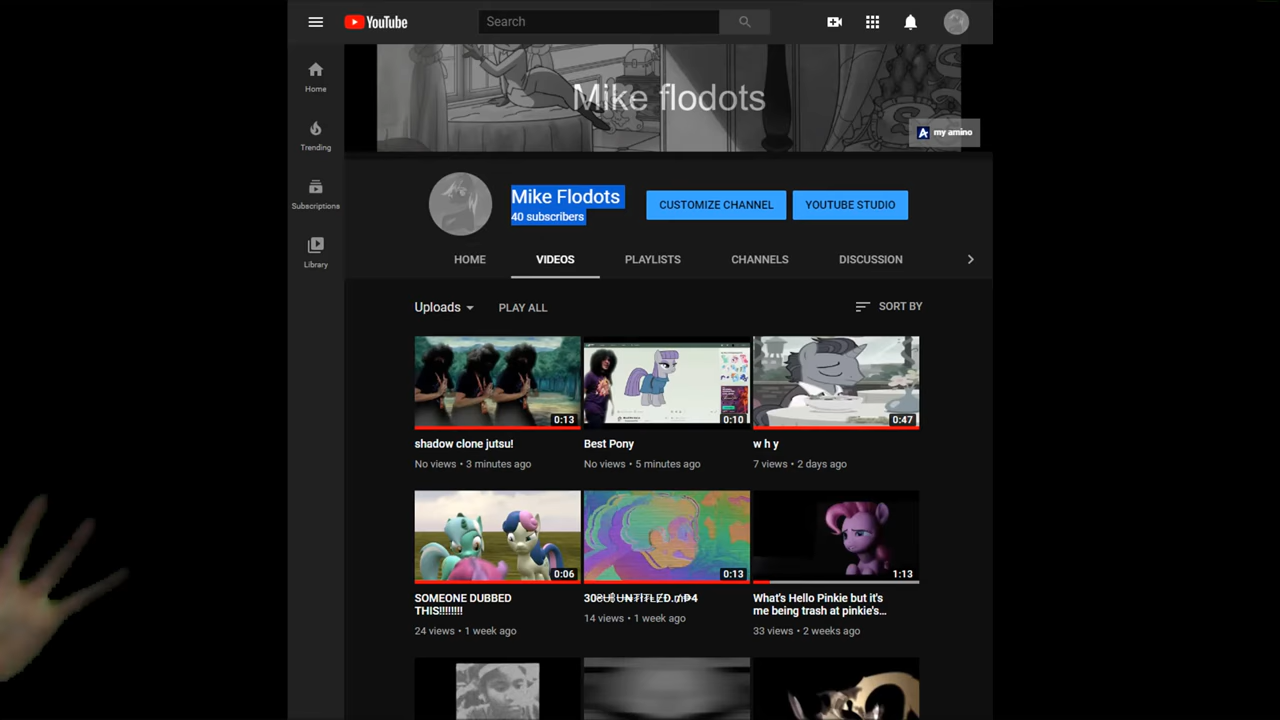 YouTube
Search
Home
Trending
Subscriptions
Library
Mike flodots
my amino
Mike Flodots
40 subscribers
CUSTOMIZE CHANNEL
YOUTUBE STUDIO
HOME
VIDEOS
PLAYLISTS
CHANNELS
DISCUSSION
Uploads
PLAY ALL
SORT BY
0:13
shadow clone jutsu!
No views • 3 minutes ago
0:10
Best Pony
No views • 5 minutes ago
0:47
w h y
7 views • 2 days ago
0:06
SOMEONE DUBBED
THIS!!!!!!!!
24 views • 1 week ago
0:13
14 views • 1 week ago
1:13
What's Hello Pinkie but it's
me being trash at pinkie's...
33 views • 2 weeks ago